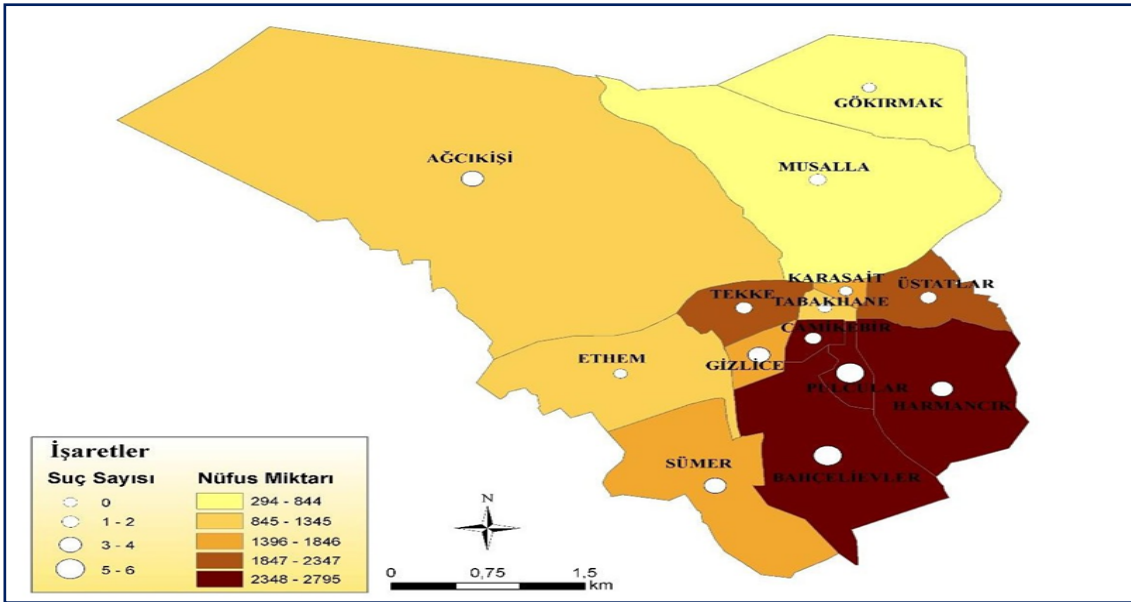 GÖKIRMAK
AĞCIKİŞİ
MUSALLA
KARASAİT
ÜSTATLAR
TEKKE
TABAKHANE
CAMİKEBİR
ETHEM
GİZLİCE
PULCULAR
HARMANCIK
SÜMER
BAHÇELİEVLER
İşaretler
Suç Sayısı
0
1 - 2
3 - 4
5 - 6
Nüfus Miktarı
294 - 844
845 - 1345
1396 - 1846
1847 - 2347
2348 - 2795
N
0 0,75 1,5
km